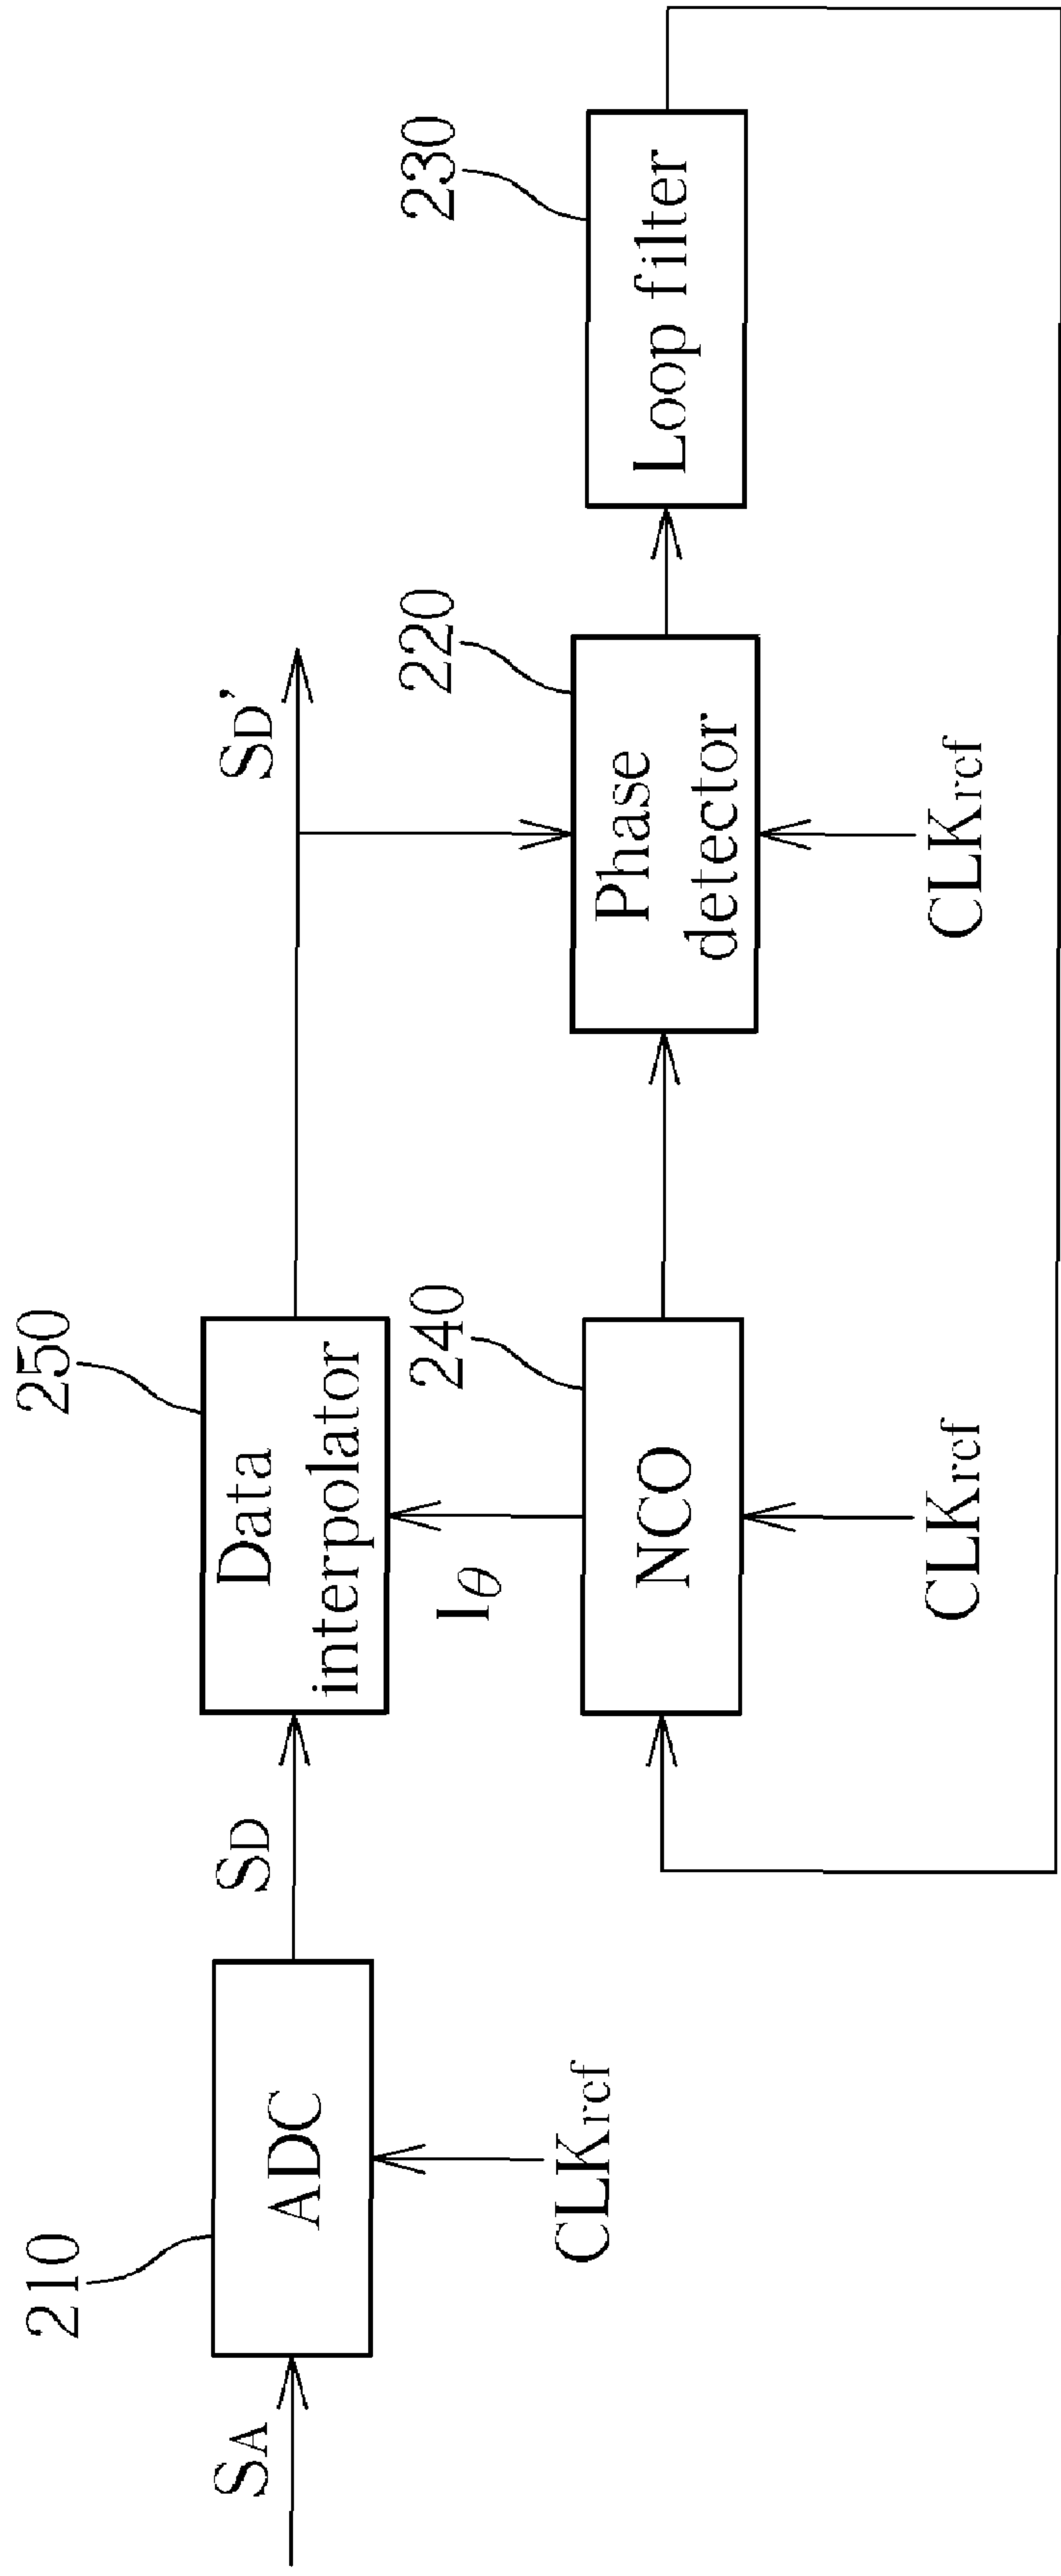 210
250
SA
ADC
SD
Data
interpolator
SD'
CLKref
Iθ
240
220
230
NCO
Phase
detector
Loop filter
CLKref
CLKref